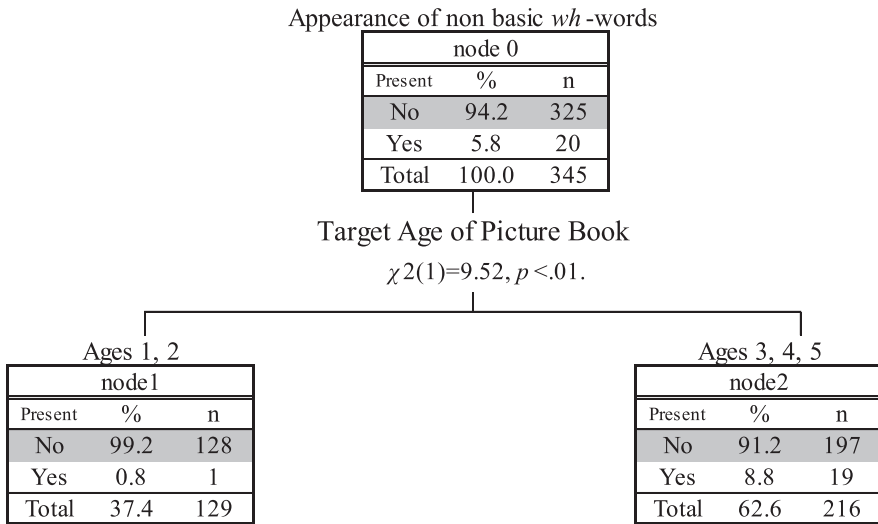 Appearance of non basic wh-words
node 0
Present % n
No 94.2 325
Yes 5.8 20
Total 100.0 345
Target Age of Picture Book
χ2(1)=9.52, p <.01.
Ages 1, 2
node1
Present % n
No 99.2 128
Yes 0.8 1
Total 37.4 129
Ages 3, 4, 5
node2
Present % n
No 91.2 197
Yes 8.8 19
Total 62.6 216